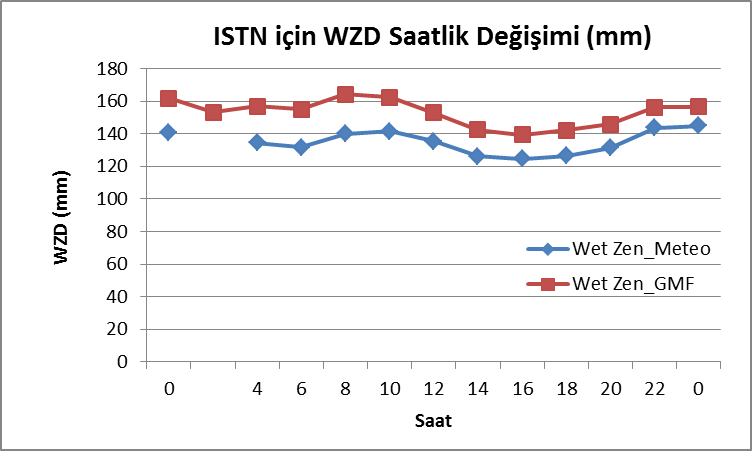 ISTN için WZD Saatlik Değişimi (mm)
180
160
140
120
100
80
60
40
20
0
WZD (mm)
Wet Zen_Meteo
Wet Zen_GMF
0 4 6 8 10 12 14 16 18 20 22 0
Saat